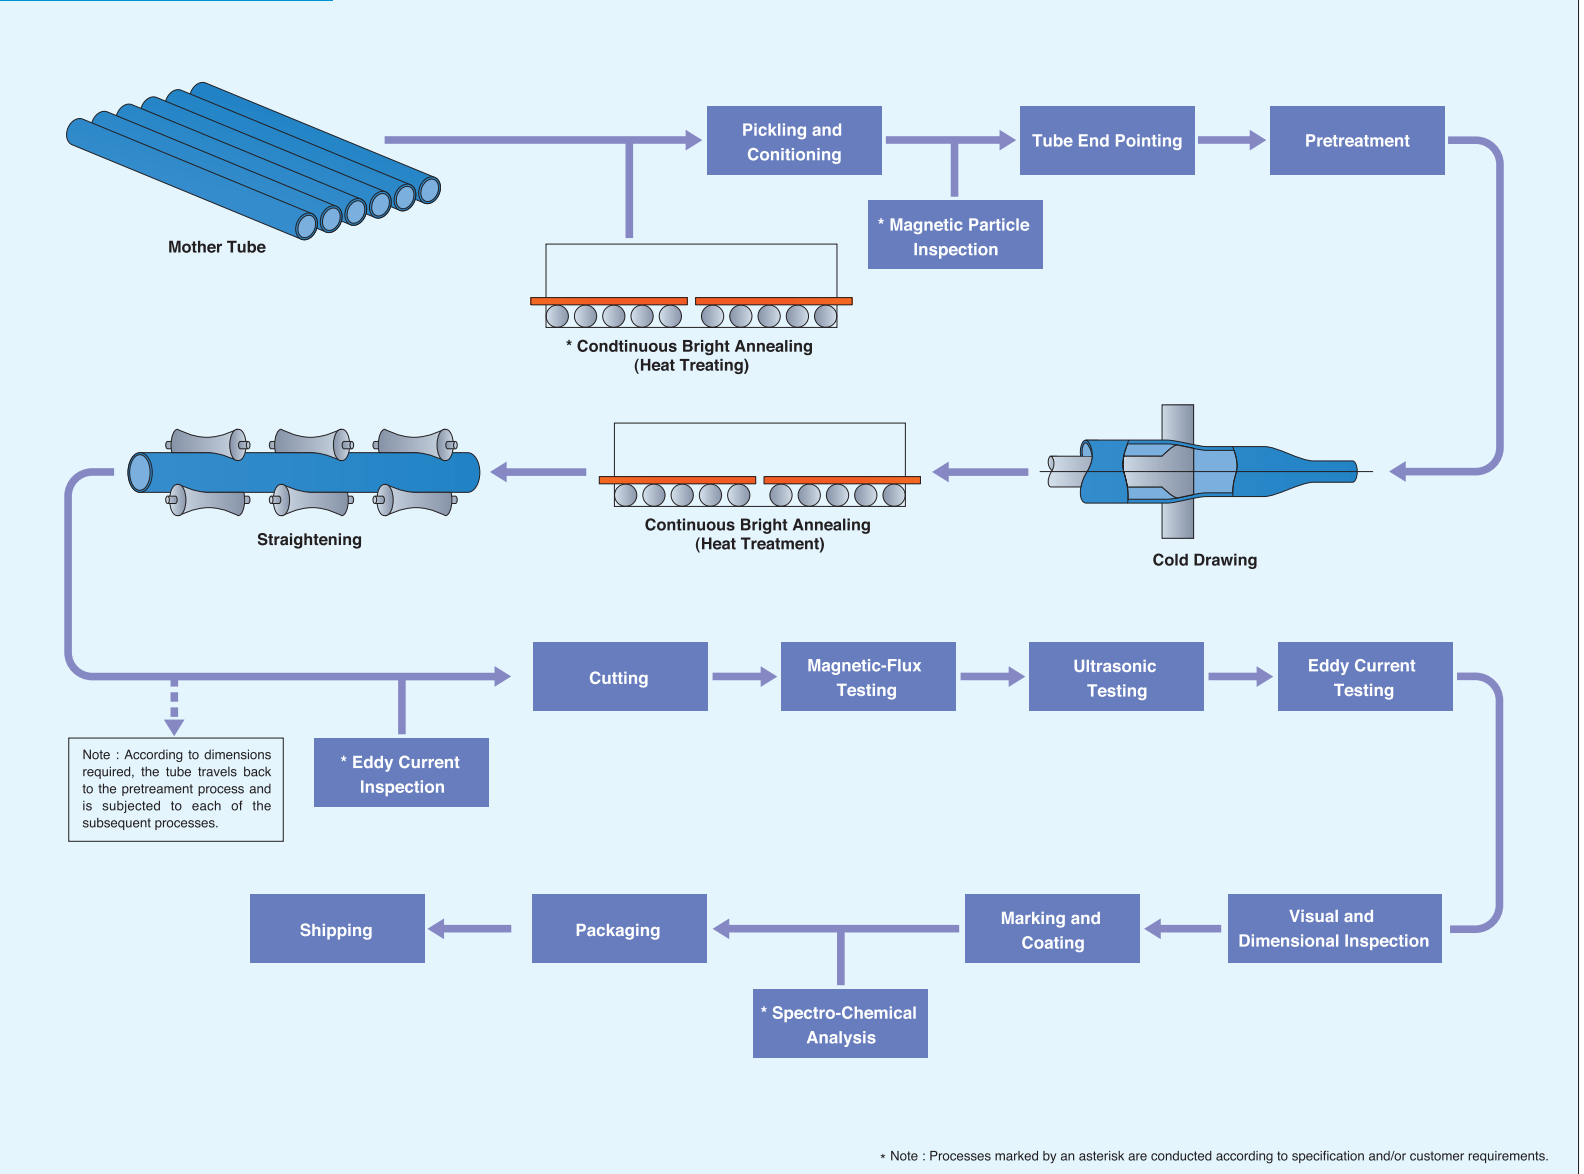 Mother Tube
Pickling and
Conitioning
Tube End Pointing
Pretreatment
* Magnetic Particle
Inspection
* Condtinuous Bright Annealing
(Heat Treating)
Straightening
Continuous Bright Annealing
(Heat Treatment)
Cold Drawing
Cutting
Magnetic-Flux
Testing
Ultrasonic
Testing
Eddy Current
Testing
Note : According to dimensions
required, the tube travels back
to the pretreament process and
is subjected to each of the
subsequent processes.
* Eddy Current
Inspection
Shipping
Packaging
Marking and
Coating
Visual and
Dimensional Inspection
* Spectro-Chemical
Analysis
* Note : Processes marked by an asterisk are conducted according to specification and/or customer requirements.